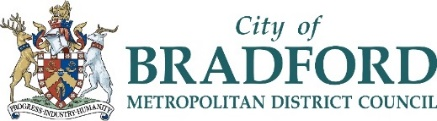 City of
BRADFORD
METROPOLITAN DISTRICT COUNCIL
PROGRESS·INDUSTRY·HUMANITY